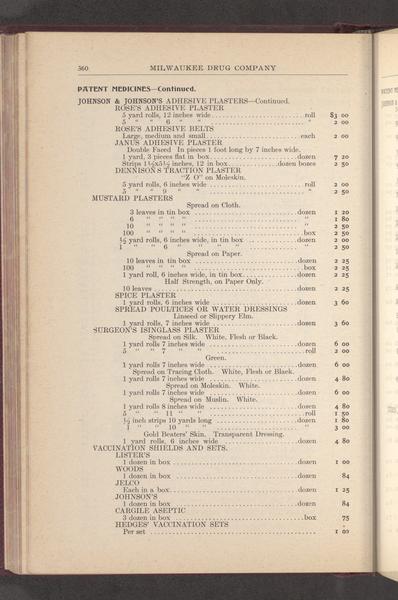 360 MILWAUKEE DRUG COMPANY
PATENT MEDICINES—Continued.
JOHNSON & JOHNSON'S ADHESIVE PLASTERS—Continued.
ROSE'S ADHESIVE PLASTER
5 yard rolls, 12 inches wide roll $3 00
5 " " 6 " " " 2 00
ROSE'S ADHESIVE BELTS
Large, medium and small each 2 00
JANUS ADHESIVE PLASTER
Double Faced In pieces 1 foot long by 7 inches wide.
1 yard, 3 pieces flat in box dozen 7 20
Strips 1½x5½ inches, 12 in box dozen boxes 2 50
DENNISON'S TRACTION PLASTER
"Z O" on Moleskin.
5 yard rolls, 6 inches wide roll 2 00
5 " " 9 " " " 2 50
MUSTARD PLASTERS
Spread on Cloth.
3 leaves in tin box dozen 1 20
6 " " " " " 1 80
10 " " " " " 2 50
100 " " " " box 2 50
½ yard rolls, 6 inches wide, in tin box dozen 2 00
1 " " 6 " " " " " " 2 50
Spread on Paper.
10 leaves in tin box dozen 2 25
100 " " " " box 2 25
1 yard roll, 6 inches wide, in tin box dozen 2 25
Half Strength, on Paper Only.
10 leaves dozen 2 25
SPICE PLASTER
1 yard rolls, 6 inches wide dozen 3 60
SPREAD POULTICES OR WATER DRESSINGS
Linseed or Slippery Elm.
1 yard rolls, 7 inches wide dozen 3 60
SURGEON'S ISINGLASS PLASTER
Spread on Silk. White, Flesh or Black.
1 yard rolls 7 inches wide dozen 6 00
5 " " 7 " " roll 2 00
Green.
1 yard rolls 7 inches wide dozen 6 00
Spread on Tracing Cloth. White, Flesh or Black.
1 yard rolls 7 inches wide dozen 4 80
Spread on Moleskin. White.
1 yard rolls 7 inches wide dozen 6 00
Spread on Muslin. White.
1 yard rolls 8 inches wide dozen 4 80
5 " " 11 " " roll 1 50
½ inch strips 10 yards long dozen 1 80
1 " " 10 " " " 3 00
Gold Beaters' Skin. Transparent Dressing.
1 yard rolls, 6 inches wide dozen 4 80
VACCINATION SHIELDS AND SETS.
LISTER'S
1 dozen in box dozen 1 00
WOODS
1 dozen in box dozen 84
JELCO
Each in a box dozen 1 25
JOHNSON'S
1 dozen in box dozen 84
CARGILE ASEPTIC
3 dozen in box box 75
HEDGES' VACCINATION SETS
Per set 1 00